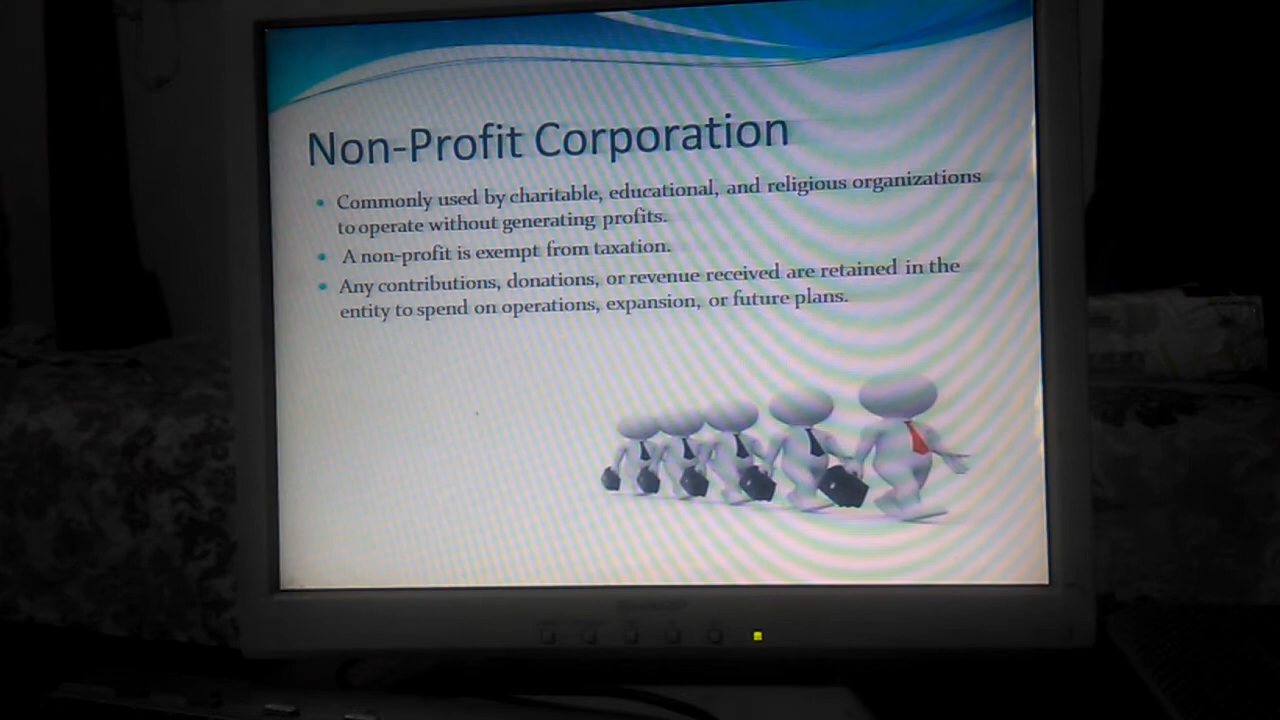 Non-Profit Corporation
• Commonly used by charitable, educational, and religious organizations
to operate without generating profits.
• A non-profit is exempt from taxation.
• Any contributions, donations, or revenue received are retained in the
entity to spend on operations, expansion, or future plans.